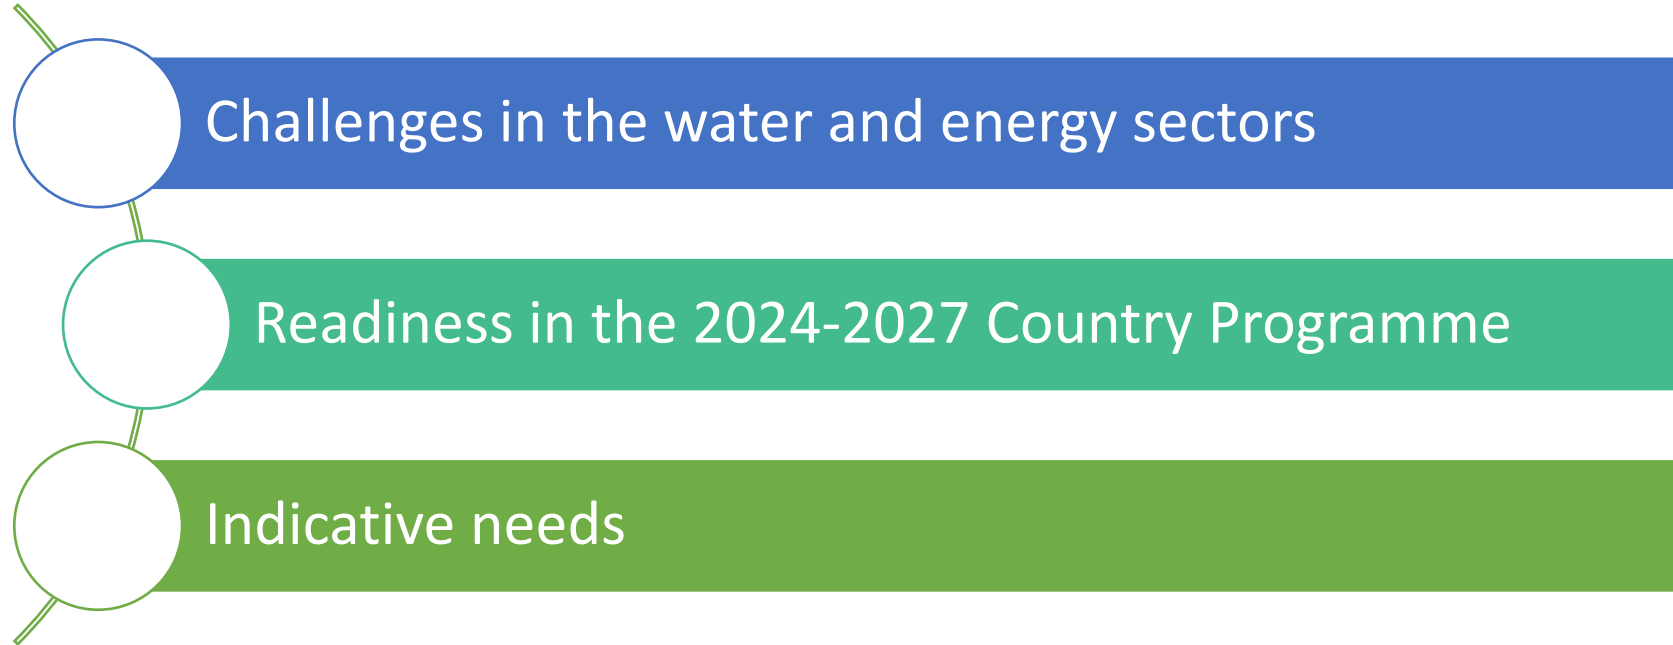 Challenges in the water and energy sectors
Readiness in the 2024-2027 Country Programme
Indicative needs